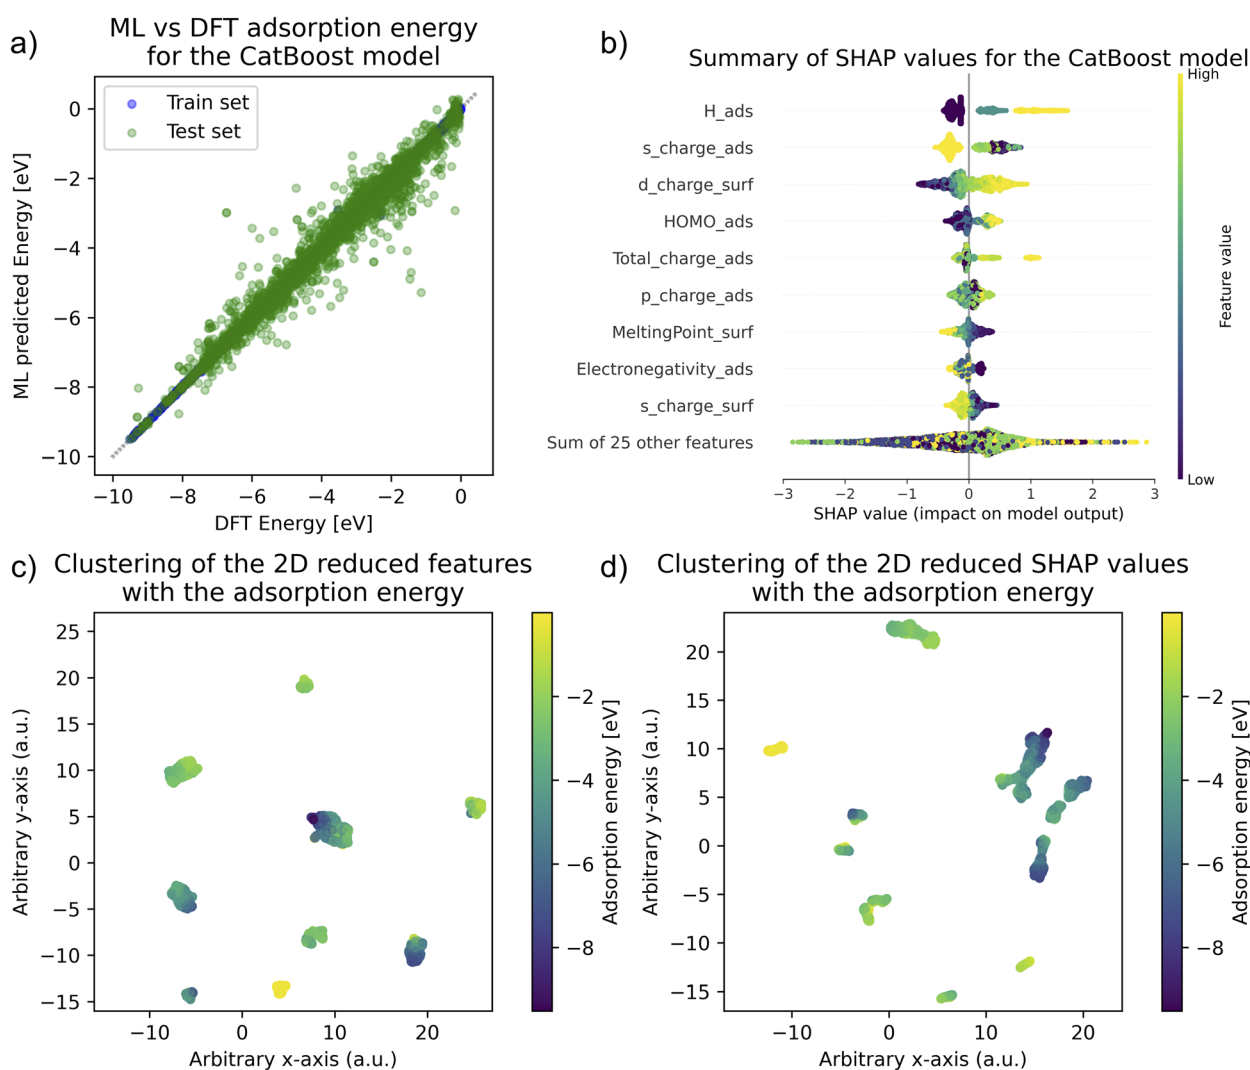 a)
ML vs DFT adsorption energy
for the CatBoost model
Train set
Test set
ML predicted Energy [eV]
0
−2
−4
−6
−8
−10
−10 −8 −6 −4 −2 0
DFT Energy [eV]
b)
Summary of SHAP values for the CatBoost model
H_ads
s_charge_ads
d_charge_surf
HOMO_ads
Total_charge_ads
p_charge_ads
MeltingPoint_surf
Electronegativity_ads
s_charge_surf
Sum of 25 other features
−3 −2 −1 0 1 2 3
SHAP value (impact on model output)
High
Feature value
Low
c)
Clustering of the 2D reduced features
with the adsorption energy
Arbitrary y-axis (a.u.)
25
20
15
10
5
0
−5
−10
−15
−10 0 10 20
Arbitrary x-axis (a.u.)
−2
−4
−6
−8
Adsorption energy [eV]
d)
Clustering of the 2D reduced SHAP values
with the adsorption energy
Arbitrary y-axis (a.u.)
20
15
10
5
0
−5
−10
−15
−10 0 10 20
Arbitrary x-axis (a.u.)
−2
−4
−6
−8
Adsorption energy [eV]